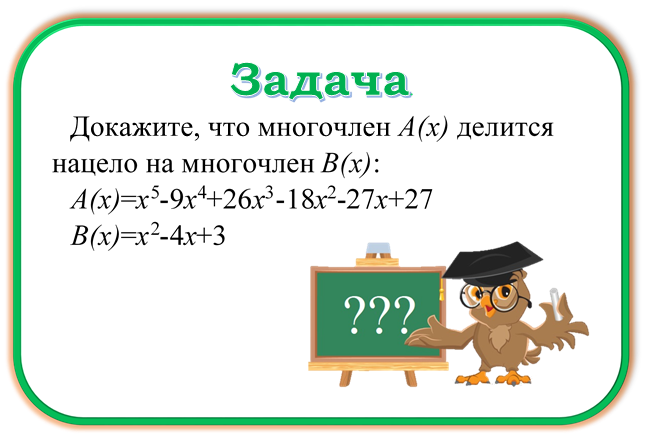 Задача
Докажите, что многочлен A(x) делится
нацело на многочлен B(x):
A(x)=x⁵-9x⁴+26x³-18x²-27x+27
B(x)=x²-4x+3
???